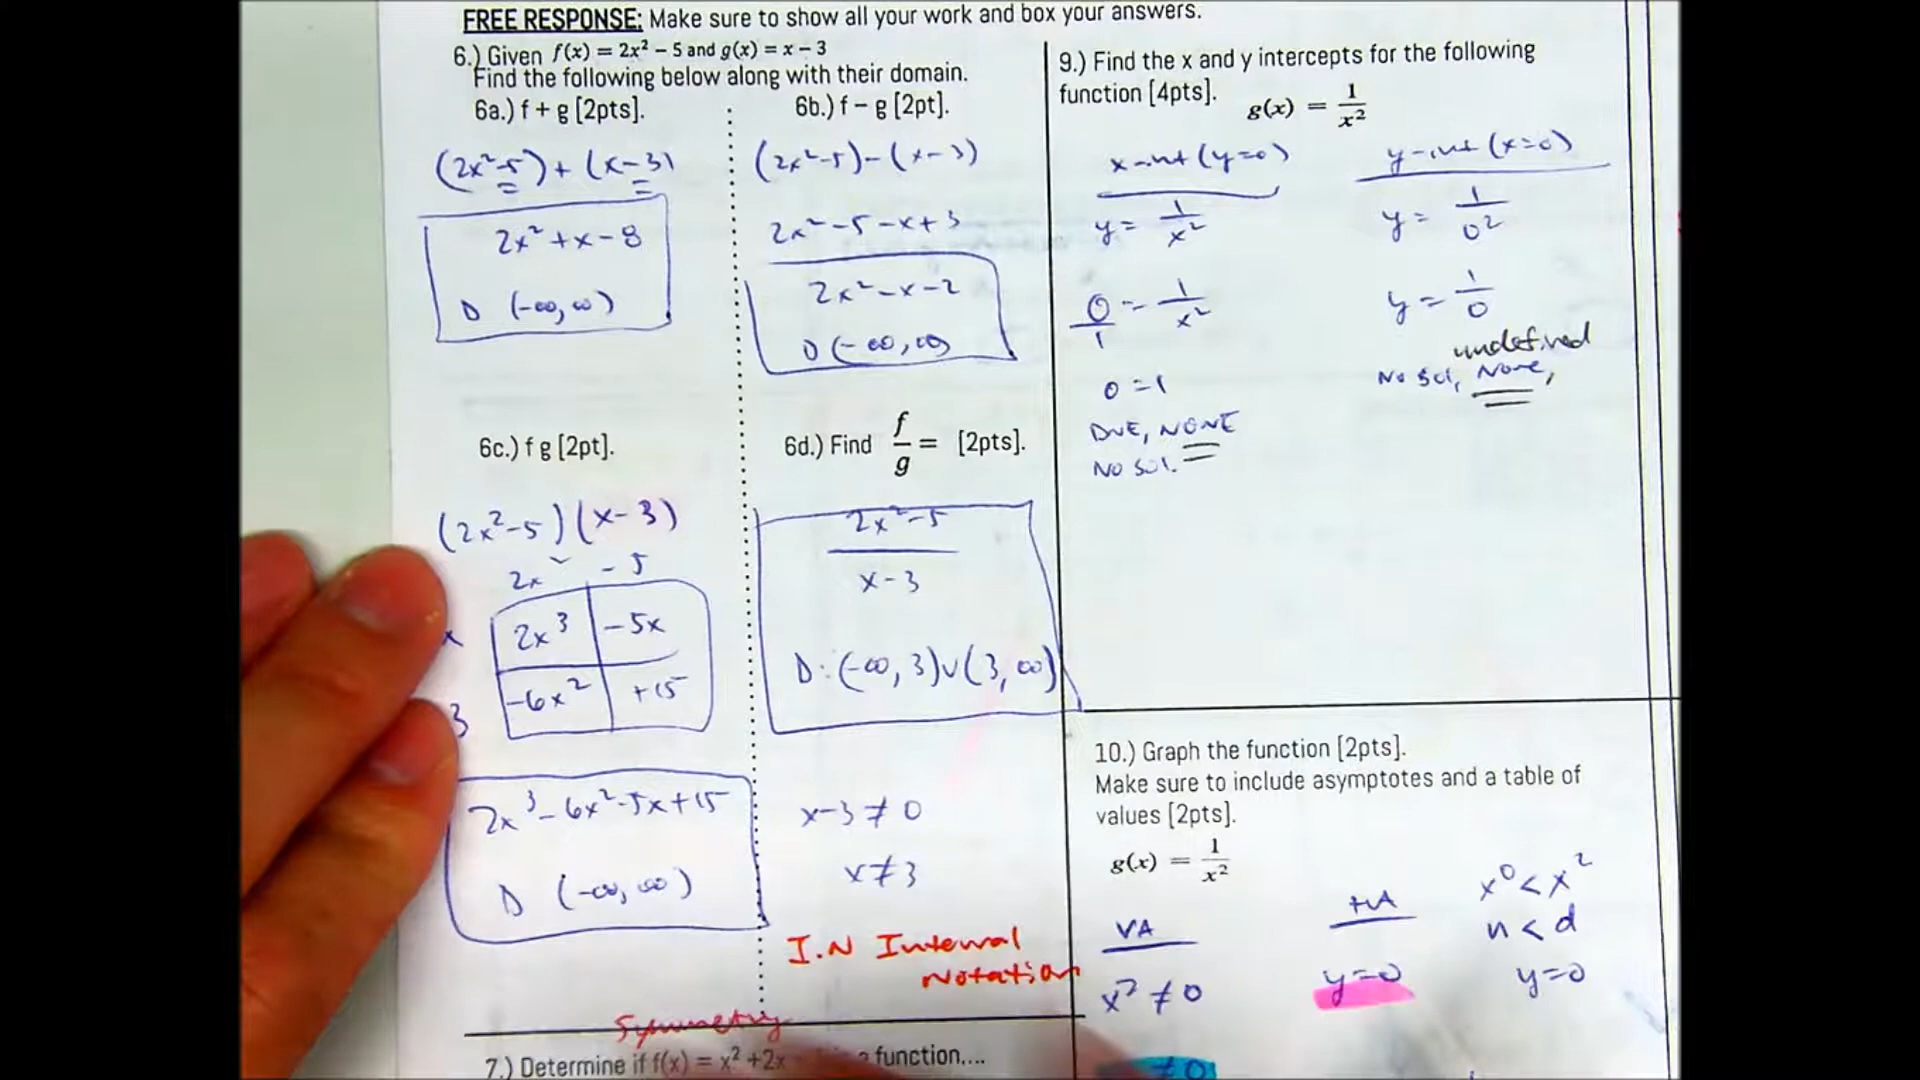 FREE RESPONSE: Make sure to show all your work and box your answers.
6.) Given f(x) = 2x² – 5 and g(x) = x – 3
Find the following below along with their domain.
6a.) f + g [2pts].
(2x²-5) + (x-3)
2x² + x - 8
D (-∞, ∞)
6b.) f – g [2pt].
(2x²-5) - (x-3)
2x² - 5 - x + 3
2x² - x - 2
D (-∞, ∞)
6c.) f g [2pt].
(2x²-5)(x-3)
2x² -5
x 2x³ -5x
3 -6x² +15
2x³ - 6x² - 5x + 15
D (-∞, ∞)
6d.) Find f/g = [2pts].
2x²-5
x-3
D: (-∞, 3) ∪ (3, ∞)
x-3 ≠ 0
x ≠ 3
I.N Interval
Notation
Symmetry
7.) Determine if f(x) = x² +2x a function,...
9.) Find the x and y intercepts for the following
function [4pts]. g(x) = 1/x²
x-int (y=0)
y = 1/x²
0/1 = 1/x²
0 = 1
DNE, NONE
No Sol.
y-int (x=0)
y = 1/0²
y = 1/0
undefined
No Sol, None,
10.) Graph the function [2pts].
Make sure to include asymptotes and a table of
values [2pts].
g(x) = 1/x²
VA
x² ≠ 0
≠ 0
HA
y=0
x⁰ < x²
n < d
y=0